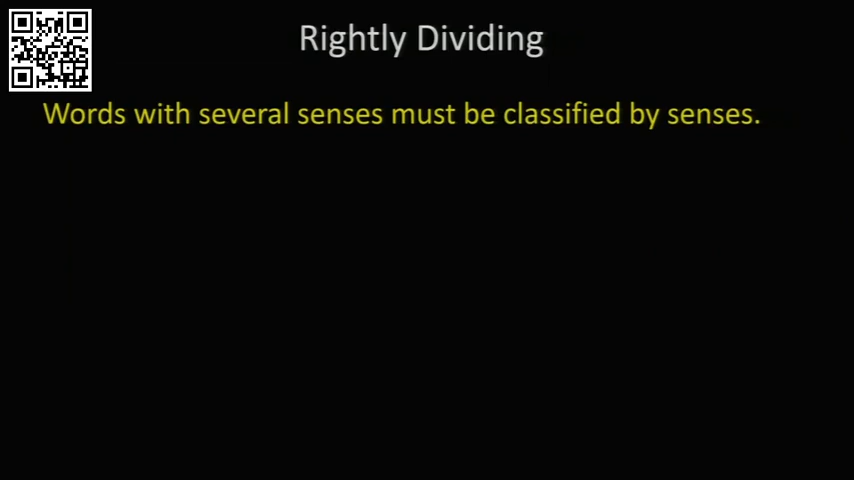 Rightly Dividing
Words with several senses must be classified by senses.